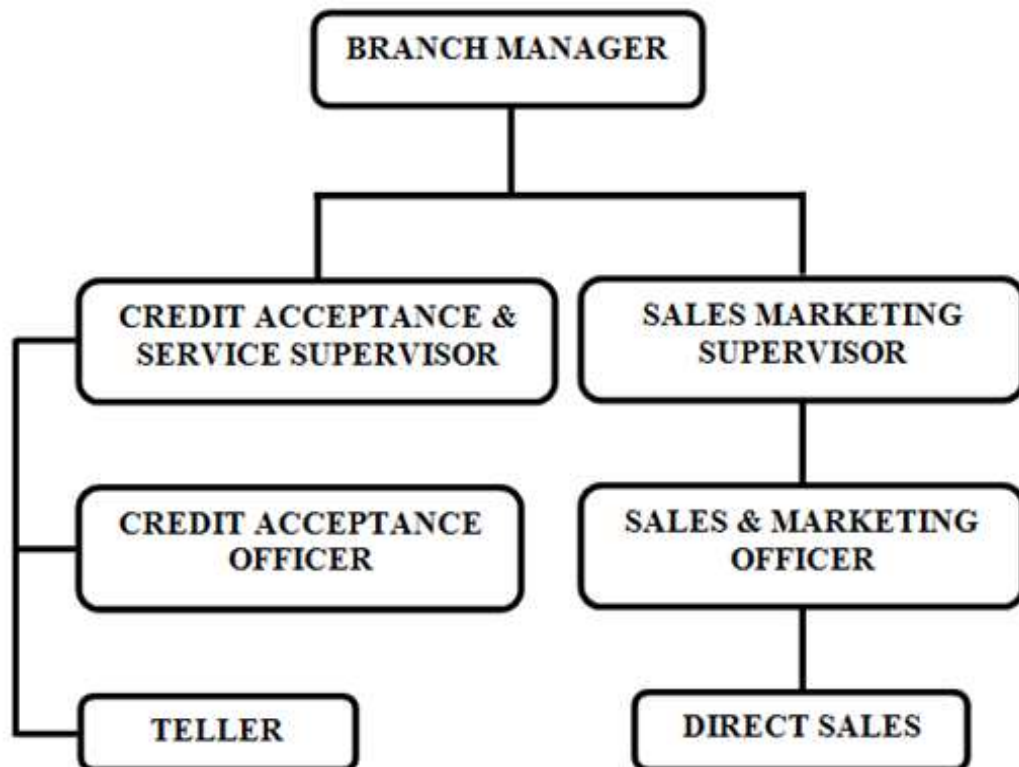 BRANCH MANAGER
CREDIT ACCEPTANCE &
SERVICE SUPERVISOR
SALES MARKETING
SUPERVISOR
CREDIT ACCEPTANCE
OFFICER
SALES & MARKETING
OFFICER
TELLER
DIRECT SALES